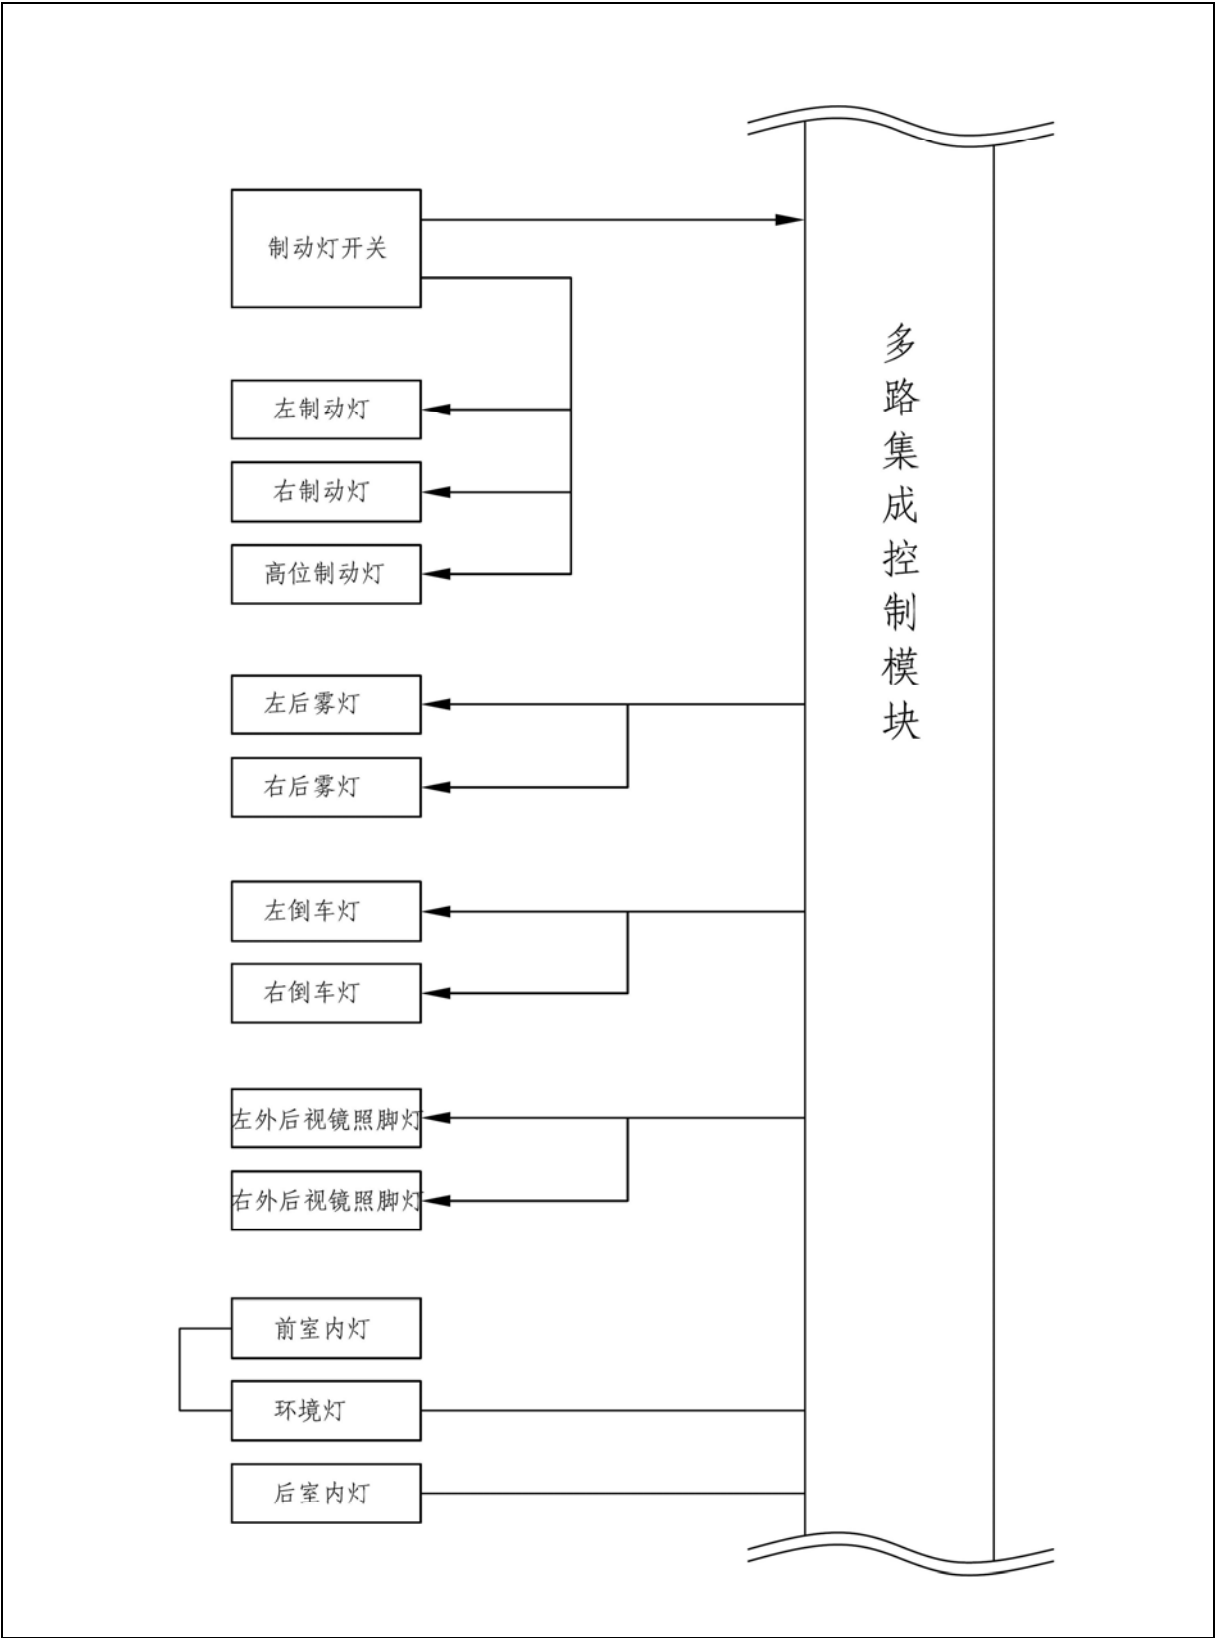 制动灯开关
左制动灯
右制动灯
高位制动灯
左后雾灯
右后雾灯
左倒车灯
右倒车灯
左外后视镜照脚灯
右外后视镜照脚灯
前室内灯
环境灯
后室内灯
多路集成控制模块